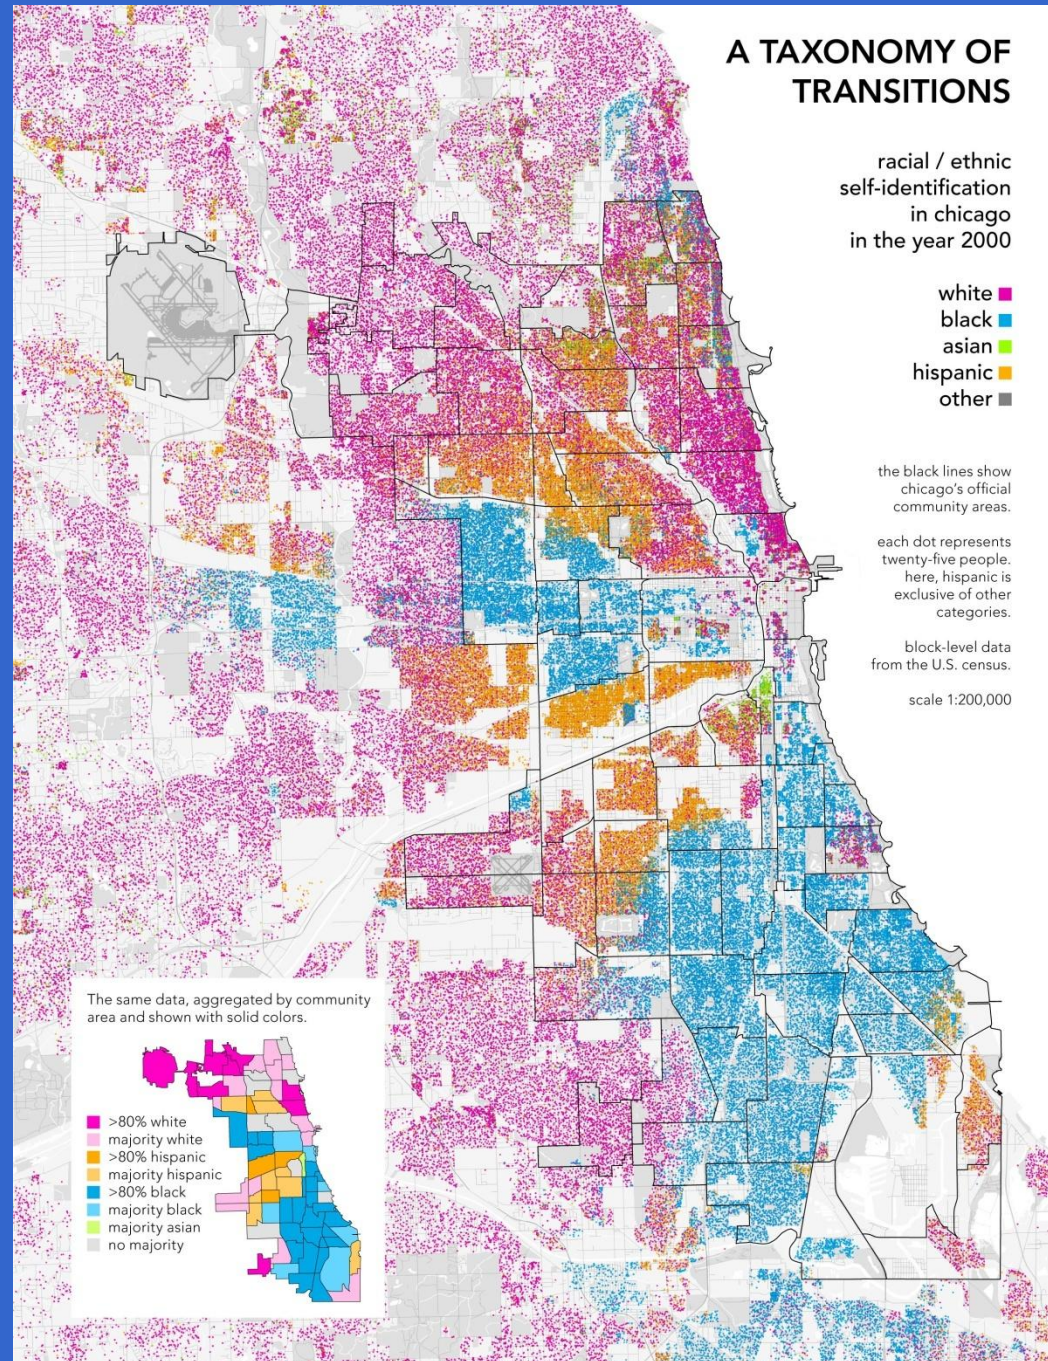 A TAXONOMY OF
TRANSITIONS
racial / ethnic
self-identification
in chicago
in the year 2000
white
black
asian
hispanic
other
the black lines show
chicago's official
community areas.
each dot represents
twenty-five people.
here, hispanic is
exclusive of other
categories.
block-level data
from the U.S. census.
scale 1:200,000
The same data, aggregated by community
area and shown with solid colors.
>80% white
majority white
>80% hispanic
majority hispanic
>80% black
majority black
majority asian
no majority